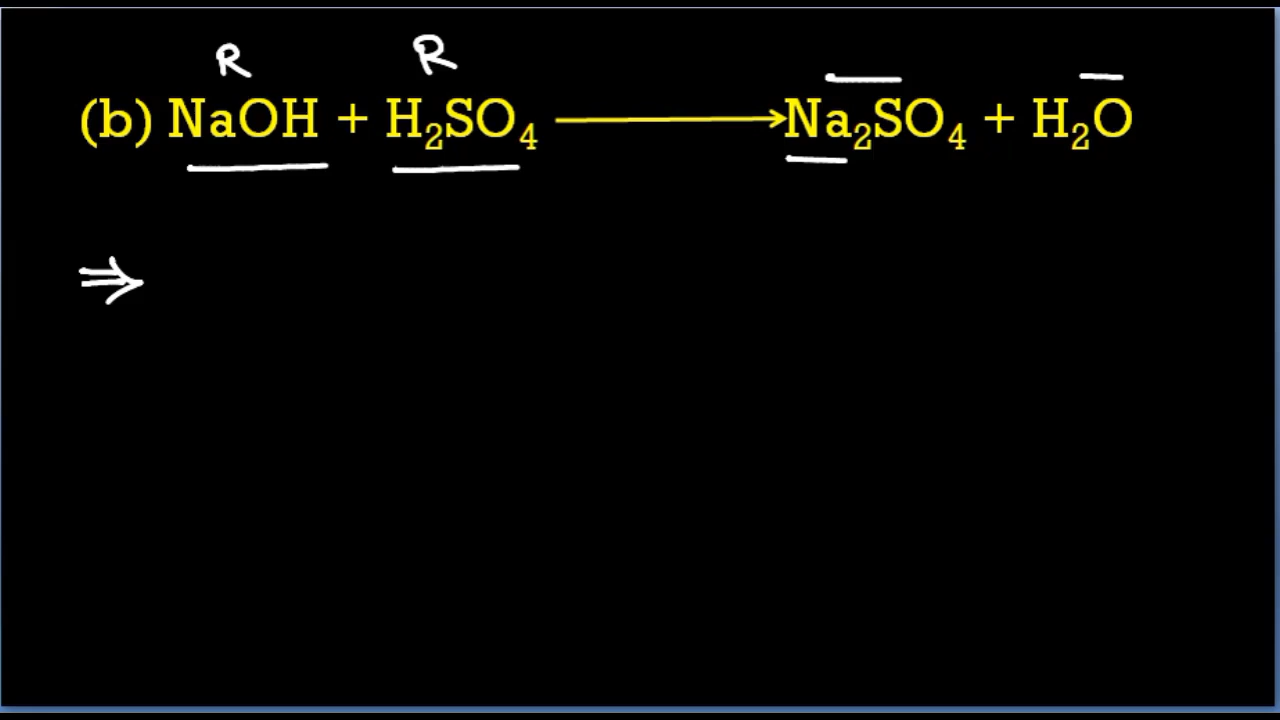 R R
(b) NaOH + H₂SO₄ ⟶ Na₂SO₄ + H₂O
⇒